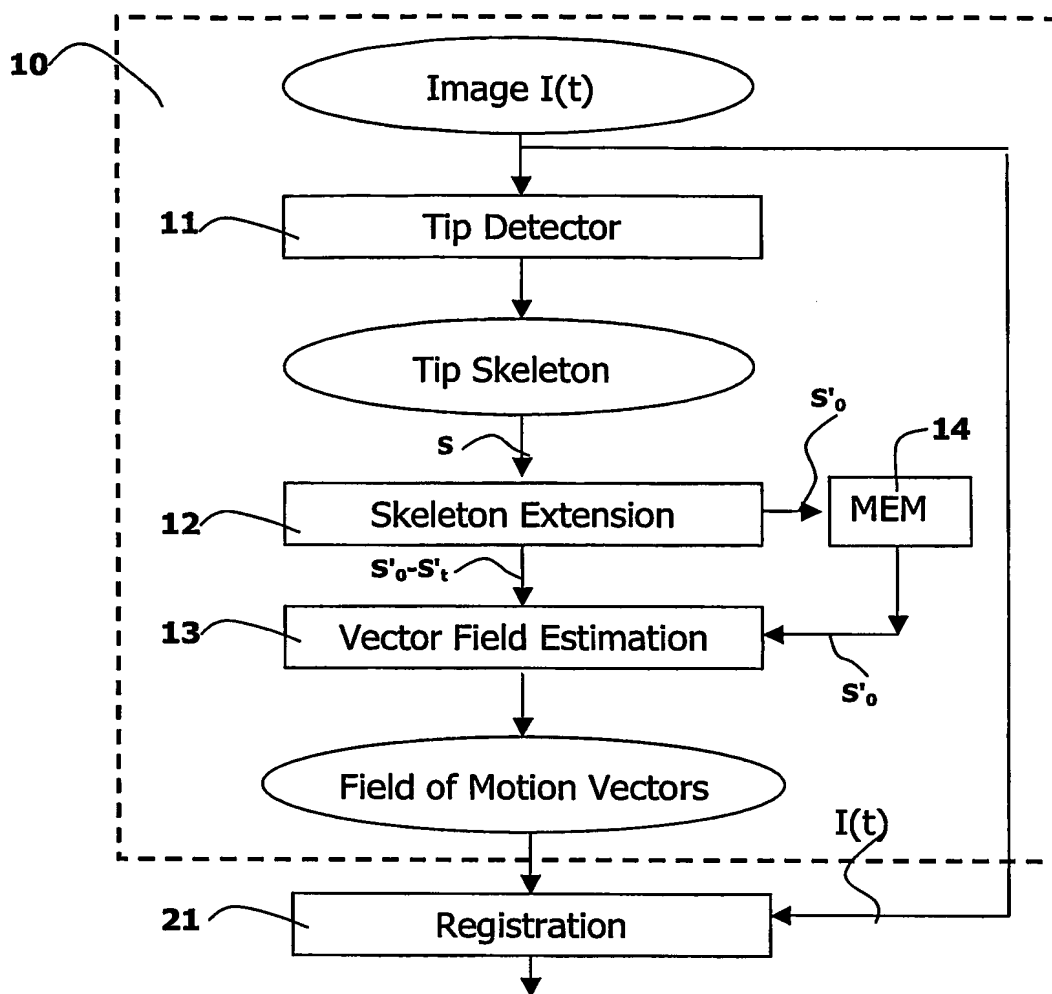 10
Image I(t)
11
Tip Detector
Tip Skeleton
S
S'₀
14
12
Skeleton Extension
MEM
S'₀-S'ₜ
13
Vector Field Estimation
S'₀
Field of Motion Vectors
I(t)
21
Registration